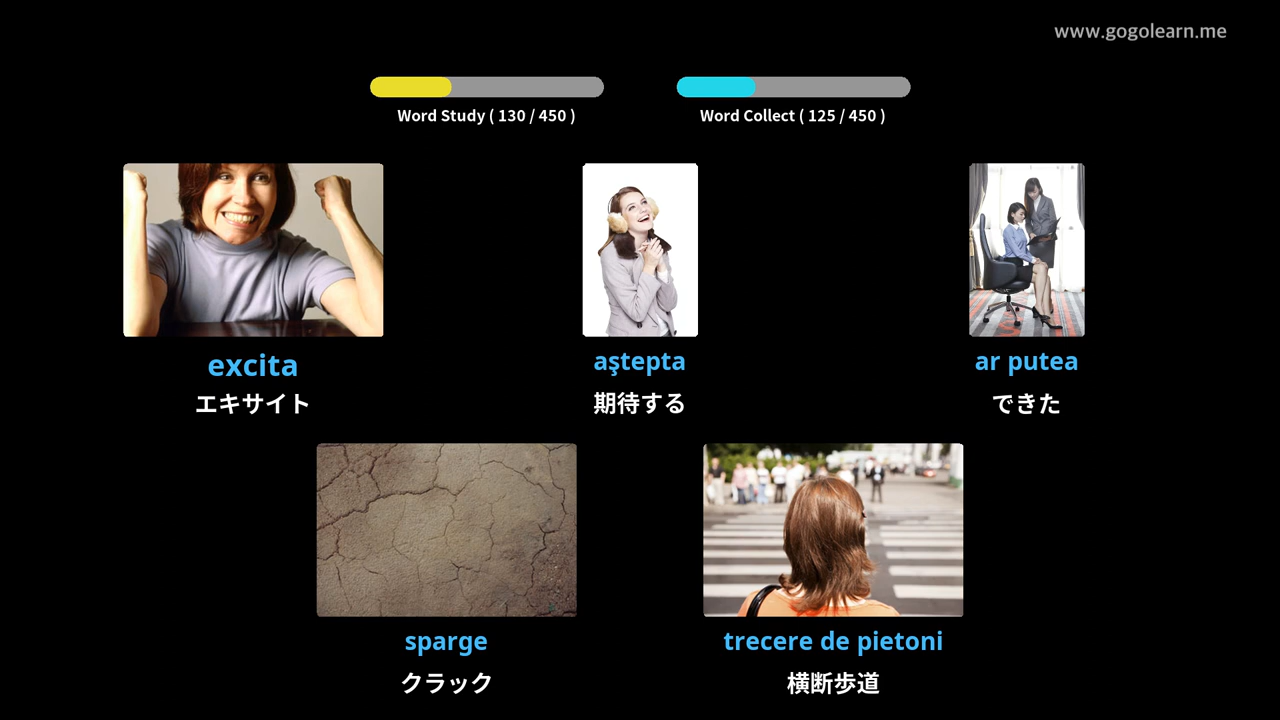 www.gogolearn.me
Word Study ( 130 / 450 )
Word Collect ( 125 / 450 )
excita
エキサイト
aştepta
期待する
ar putea
できた
sparge
クラック
trecere de pietoni
横断歩道